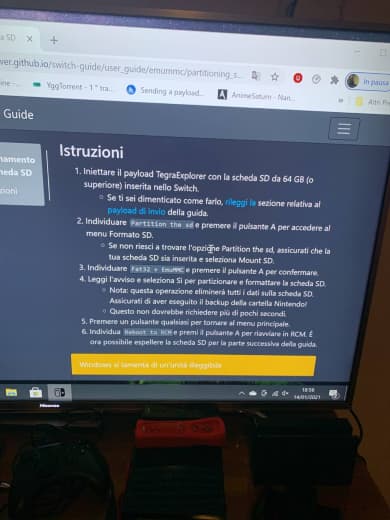 a SD
ver.github.io/switch-guide/user_guide/emummc/partitioning_s...
In pausa
ine -...
YggTorrent - 1° tra...
Sending a payload...
AnimeSaturn - Nan...
»
Altri Pr
Guide
namento
heda SD
zioni
Istruzioni
1. Iniettare il payload TegraExplorer con la scheda SD da 64 GB (o
superiore) inserita nello Switch.
Se ti sei dimenticato come farlo, rileggi la sezione relativa al
payload di invio della guida.
2. Individuare Partition the sd e premere il pulsante A per accedere al
menu Formato SD.
Se non riesci a trovare l'opzione Partition the sd, assicurati che la
tua scheda SD sia inserita e seleziona Mount SD.
3. Individuare Fat32 + EmuMMC e premere il pulsante A per confermare.
4. Leggi l'avviso e seleziona Sì per partizionare e formattare la scheda SD.
Nota: questa operazione eliminerà tutti i dati sulla scheda SD.
Assicurati di aver eseguito il backup della cartella Nintendo!
Questo non dovrebbe richiedere più di pochi secondi.
5. Premere un pulsante qualsiasi per tornare al menu principale.
6. Individua Reboot to RCM e premi il pulsante A per riavviare in RCM. È
ora possibile espellere la scheda SD per la parte successiva della guida.
Windows si lamenta di un'unità illeggibile
18:58
14/01/2021
Hisense